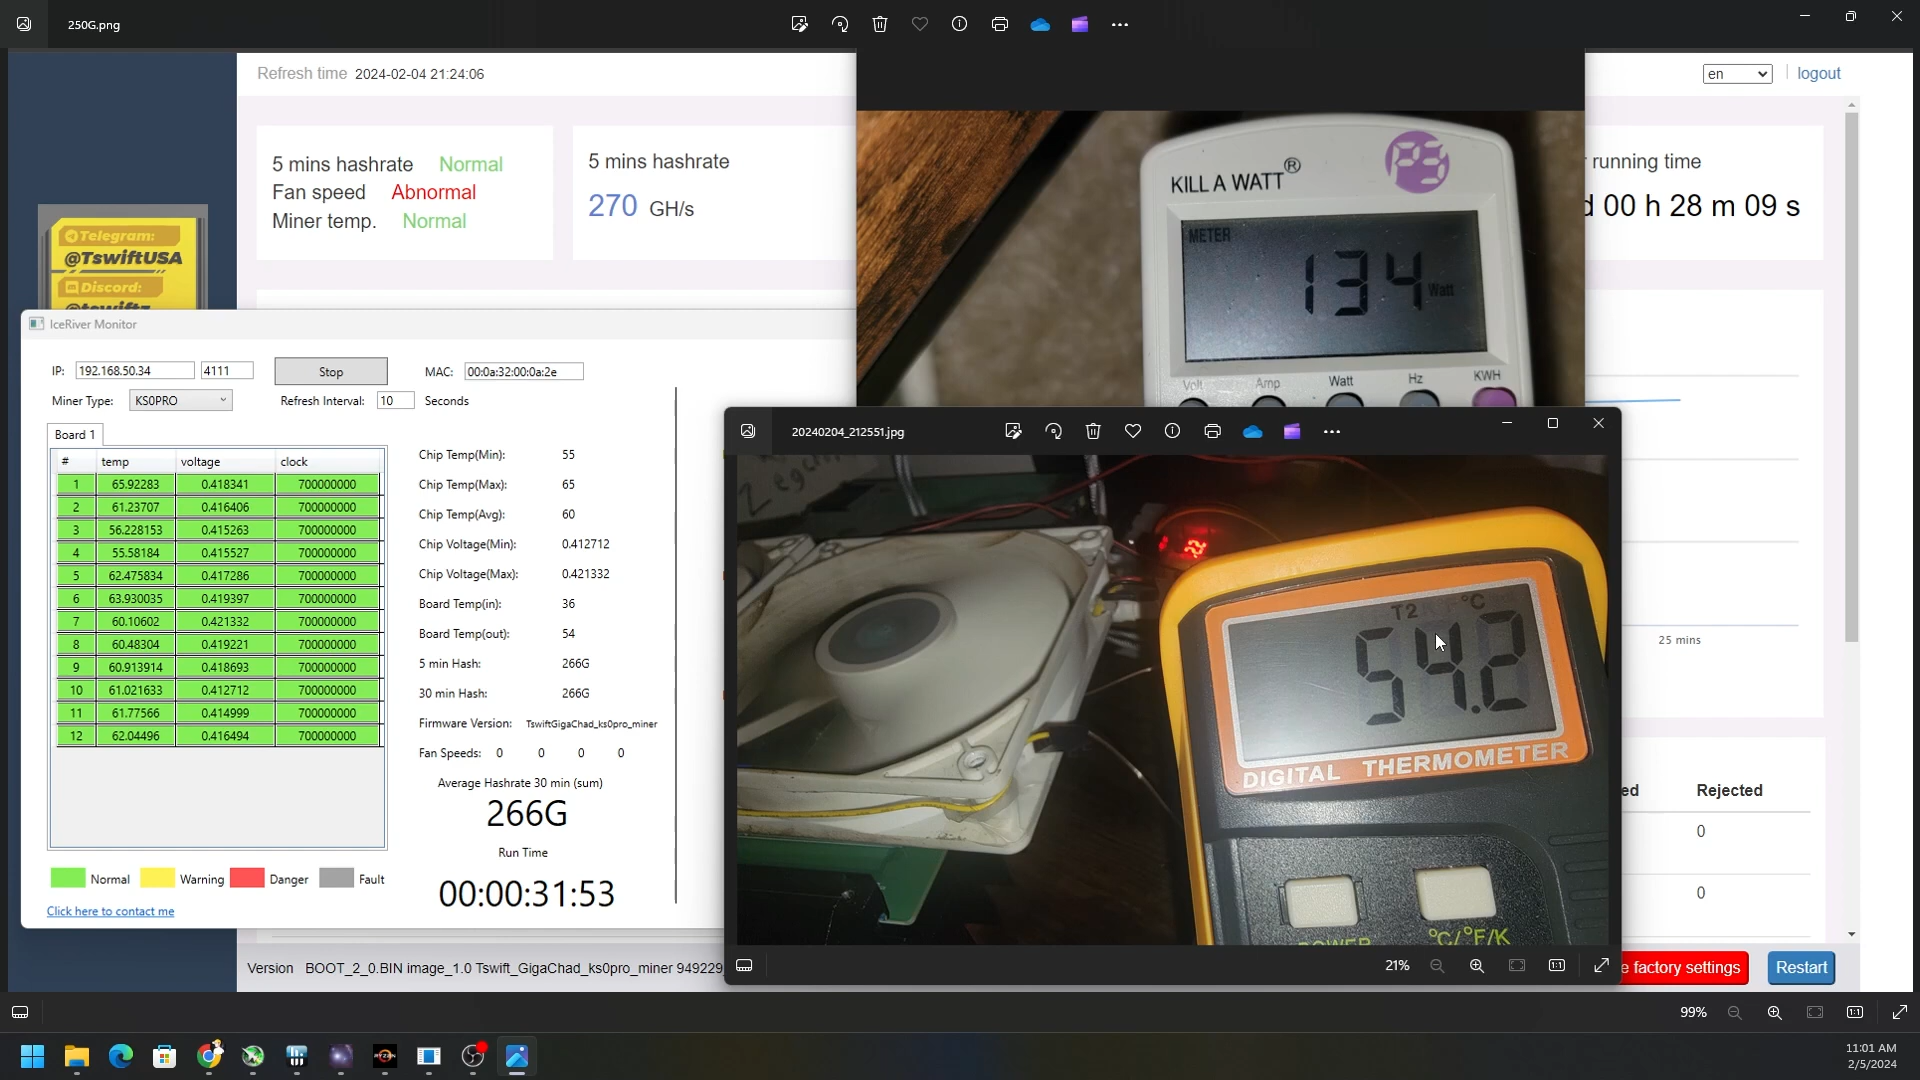 250G.png
Refresh time 2024-02-04 21:24:06
en
logout
5 mins hashrate Normal
Fan speed Abnormal
Miner temp. Normal
5 mins hashrate
270 GH/s
running time
00 h 28 m 09 s
Telegram:
@TswiftUSA
Discord:
KILL A WATT®
P3
METER
134 Watt
Volt Amp Watt Hz KWH
IceRiver Monitor
IP: 192.168.50.34 4111 Stop MAC: 00:0a:32:00:0a:2e
Miner Type: KS0PRO Refresh Interval: 10 Seconds
Board 1
# temp voltage clock
1 65.92283 0.418341 700000000
2 61.23707 0.416406 700000000
3 56.228153 0.415263 700000000
4 55.58184 0.415527 700000000
5 62.475834 0.417286 700000000
6 63.930035 0.419397 700000000
7 60.10602 0.421332 700000000
8 60.48304 0.419221 700000000
9 60.913914 0.418693 700000000
10 61.021633 0.412712 700000000
11 61.77566 0.414999 700000000
12 62.04496 0.416494 700000000
Normal Warning Danger Fault
Click here to contact me
Chip Temp(Min): 55
Chip Temp(Max): 65
Chip Temp(Avg): 60
Chip Voltage(Min): 0.412712
Chip Voltage(Max): 0.421332
Board Temp(in): 36
Board Temp(out): 54
5 min Hash: 266G
30 min Hash: 266G
Firmware Version: TswiftGigaChad_ks0pro_miner
Fan Speeds: 0 0 0 0
Average Hashrate 30 min (sum)
266G
Run Time
00:00:31:53
20240204_212551.jpg
T2 °C
54.2
DIGITAL THERMOMETER
POWER °C/°F/K
21%
1:1
25 mins
ed Rejected
0
0
Version BOOT_2_0.BIN image_1.0 Tswift_GigaChad_ks0pro_miner 949229
e factory settings
Restart
99%
1:1
RYZEN
11:01 AM
2/5/2024